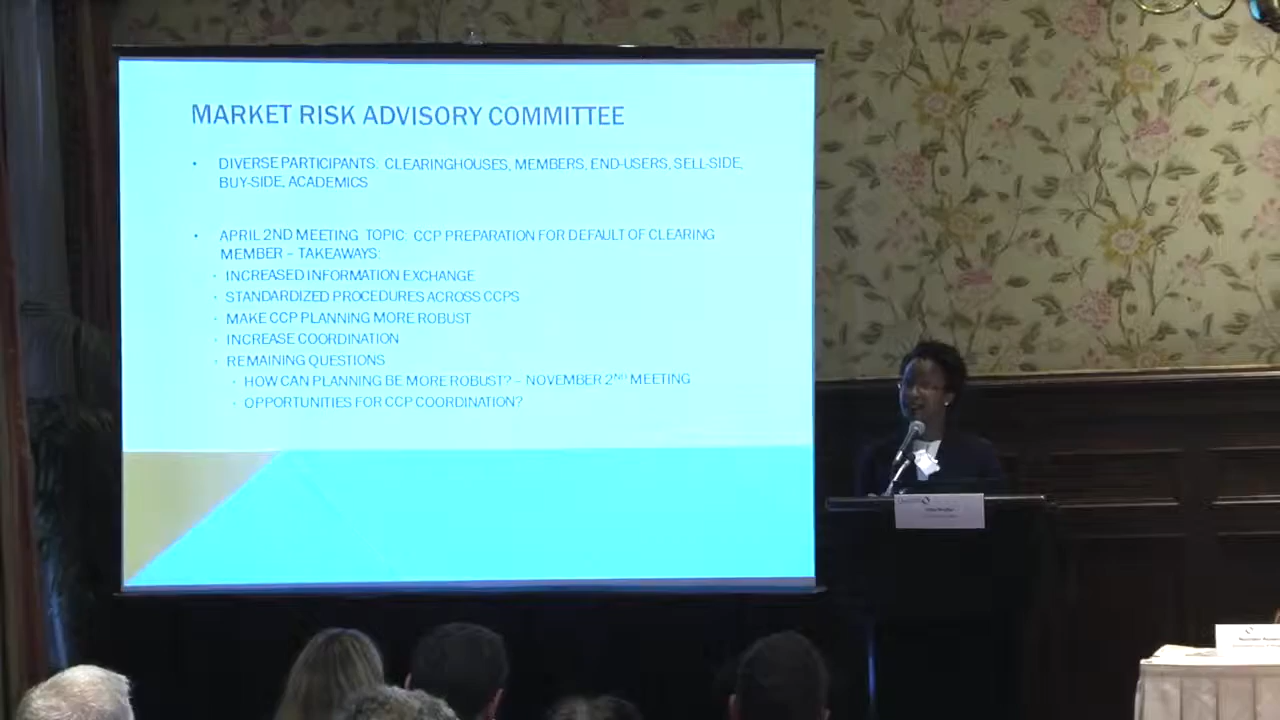 MARKET RISK ADVISORY COMMITTEE
• DIVERSE PARTICIPANTS: CLEARINGHOUSES, MEMBERS, END-USERS, SELL-SIDE,
BUY-SIDE, ACADEMICS
• APRIL 2ND MEETING TOPIC: CCP PREPARATION FOR DEFAULT OF CLEARING
MEMBER – TAKEAWAYS:
• INCREASED INFORMATION EXCHANGE
• STANDARDIZED PROCEDURES ACROSS CCPS
• MAKE CCP PLANNING MORE ROBUST
• INCREASE COORDINATION
• REMAINING QUESTIONS
• HOW CAN PLANNING BE MORE ROBUST? – NOVEMBER 2ND MEETING
• OPPORTUNITIES FOR CCP COORDINATION?